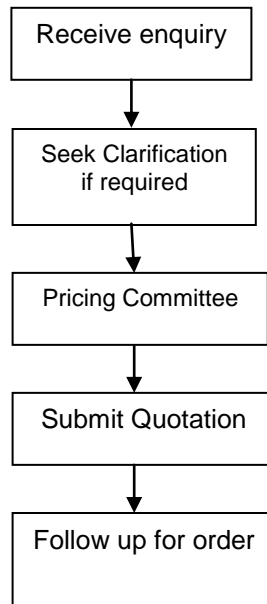 Receive enquiry
Seek Clarification
if required
Pricing Committee
Submit Quotation
Follow up for order